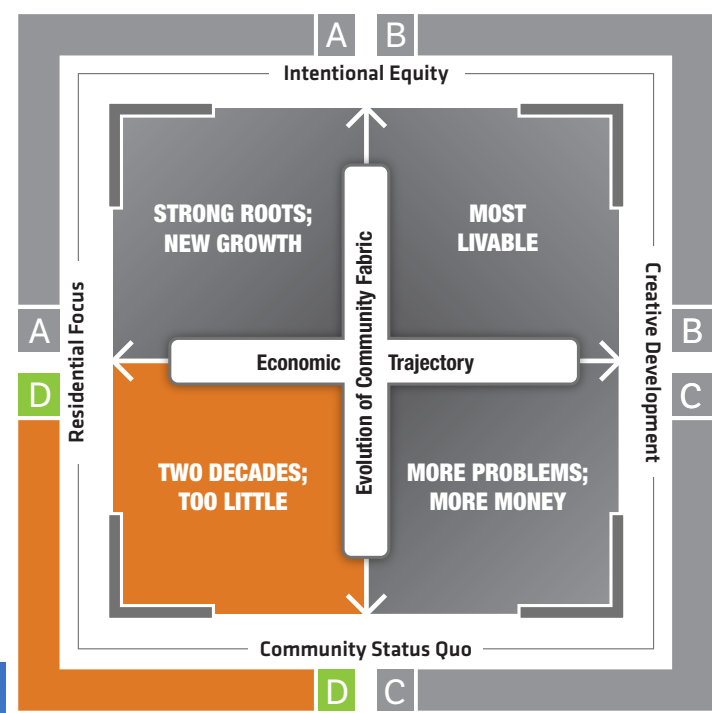 A B
Intentional Equity
STRONG ROOTS;
NEW GROWTH
MOST
LIVABLE
Evolution of Community Fabric
Residential Focus
Creative Development
A
B
Economic Trajectory
D
C
TWO DECADES;
TOO LITTLE
MORE PROBLEMS;
MORE MONEY
Community Status Quo
D C